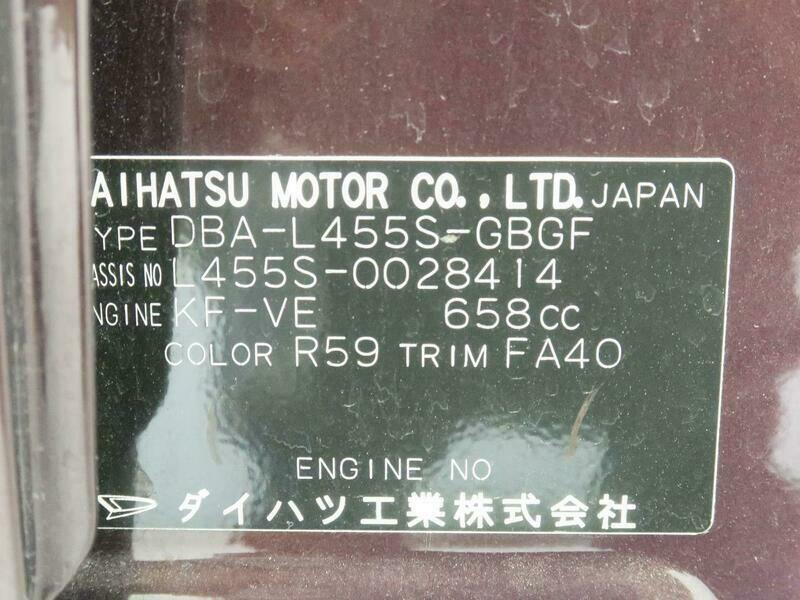 AIHATSU MOTOR CO., LTD. JAPAN
YPE DBA-L455S-GBGF
ASSIS NO L455S-0028414
NGINE KF-VE 658CC
COLOR R59 TRIM FA40
ENGINE NO
ダイハツ工業株式会社